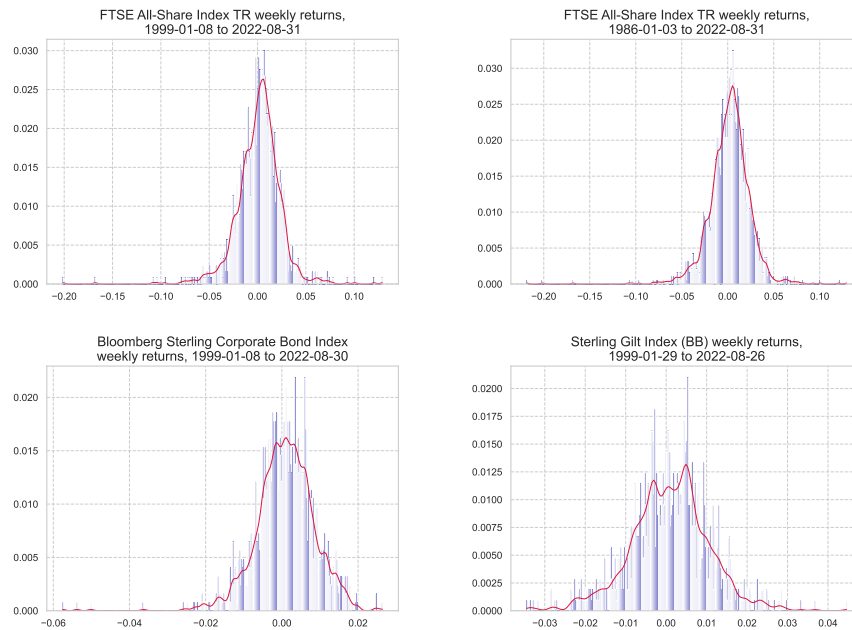 FTSE All-Share Index TR weekly returns,
1999-01-08 to 2022-08-31
0.030
0.025
0.020
0.015
0.010
0.005
0.000
−0.20 −0.15 −0.10 −0.05 0.00 0.05 0.10
FTSE All-Share Index TR weekly returns,
1986-01-03 to 2022-08-31
0.030
0.025
0.020
0.015
0.010
0.005
0.000
−0.20 −0.15 −0.10 −0.05 0.00 0.05 0.10
Bloomberg Sterling Corporate Bond Index
weekly returns, 1999-01-08 to 2022-08-30
0.020
0.015
0.010
0.005
0.000
−0.06 −0.04 −0.02 0.00 0.02
Sterling Gilt Index (BB) weekly returns,
1999-01-29 to 2022-08-26
0.0200
0.0175
0.0150
0.0125
0.0100
0.0075
0.0050
0.0025
0.0000
−0.03 −0.02 −0.01 0.00 0.01 0.02 0.03 0.04